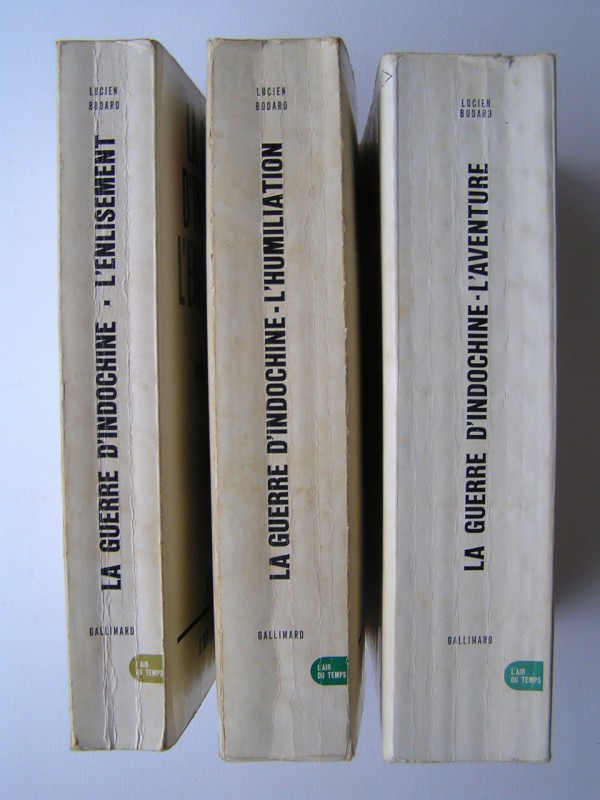 LUCIEN
BODARD
LA GUERRE D'INDOCHINE . L'ENLISEMENT
GALLIMARD
L'AIR
DU TEMPS
LUCIEN
BODARD
LA GUERRE D'INDOCHINE - L'HUMILIATION
GALLIMARD
L'AIR
DU TEMPS
LUCIEN
BODARD
LA GUERRE D'INDOCHINE - L'AVENTURE
GALLIMARD
L'AIR
DU TEMPS